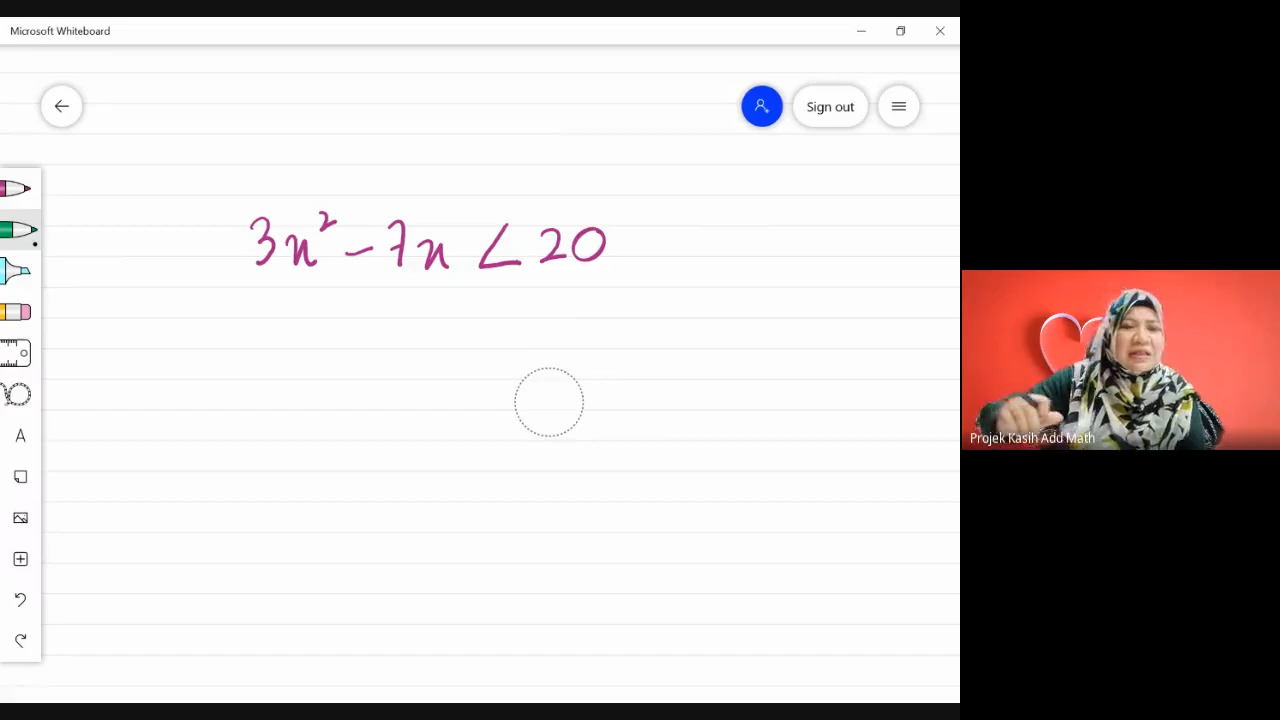 Microsoft Whiteboard
Sign out
3x² - 7x < 20
A
Projek Kasih Add Math